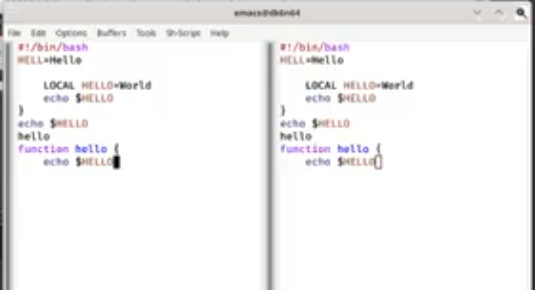 emacs@dk6n64
File Edit Options Buffers Tools Sh-Script Help
#!/bin/bash
HELL=Hello
LOCAL HELLO=World
echo $HELLO
}
echo $HELLO
hello
function hello {
echo $HELLO
#!/bin/bash
HELL=Hello
LOCAL HELLO=World
echo $HELLO
}
echo $HELLO
hello
function hello {
echo $HELLO